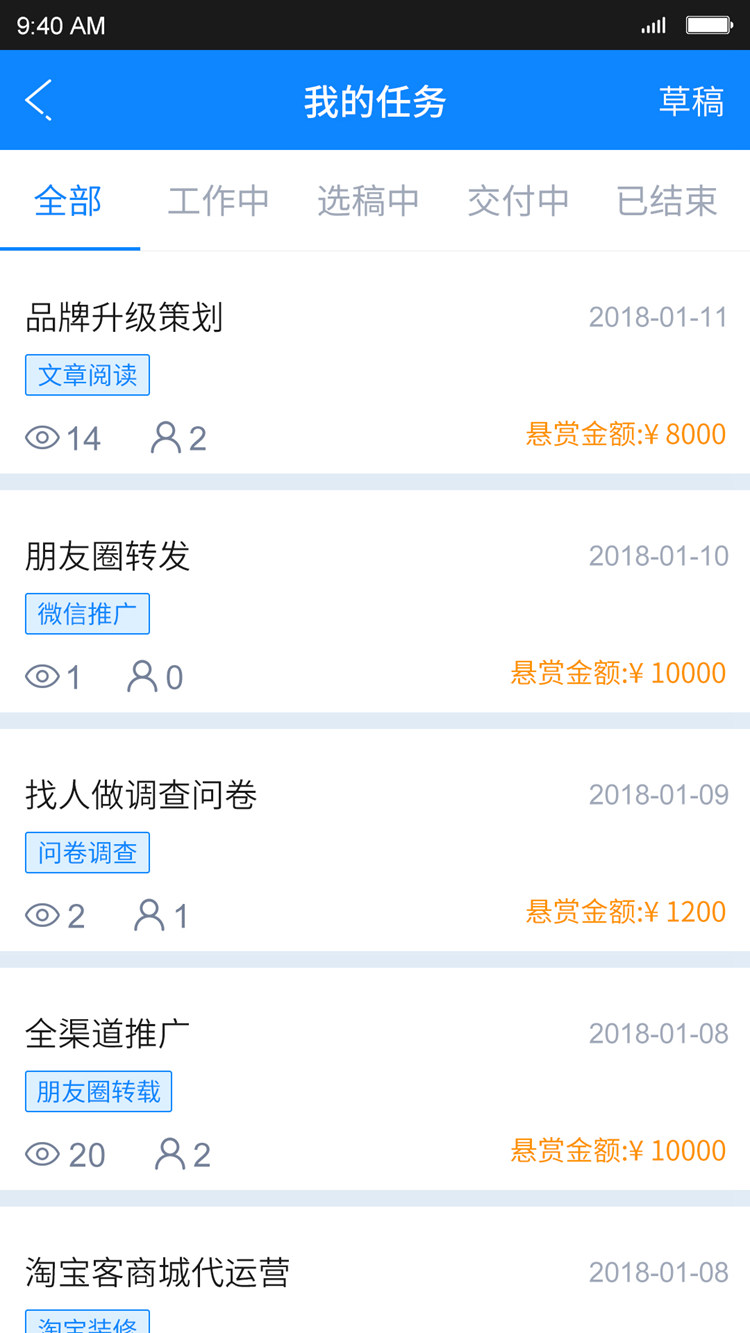 9:40 AM
我的任务 草稿
全部 工作中 选稿中 交付中 已结束
品牌升级策划 2018-01-11
文章阅读
14 2 悬赏金额:¥ 8000
朋友圈转发 2018-01-10
微信推广
1 0 悬赏金额:¥ 10000
找人做调查问卷 2018-01-09
问卷调查
2 1 悬赏金额:¥ 1200
全渠道推广 2018-01-08
朋友圈转载
20 2 悬赏金额:¥ 10000
淘宝客商城代运营 2018-01-08
淘宝装修